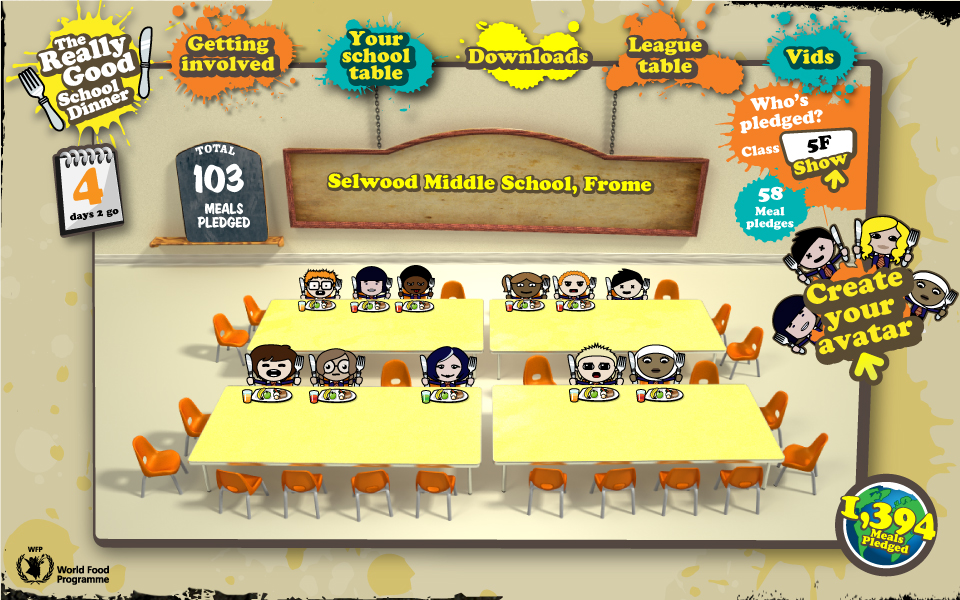 The
Really
Good
School
Dinner
Getting
involved
Your
school
table
Downloads
League
table
Vids
4
days 2 go
TOTAL
103
MEALS
PLEDGED
Selwood Middle School, Frome
Who's
pledged?
Class 5F
Show
58
Meal
pledges
Create
your
avatar
1,394
Meals
Pledged
WFP
World Food
Programme